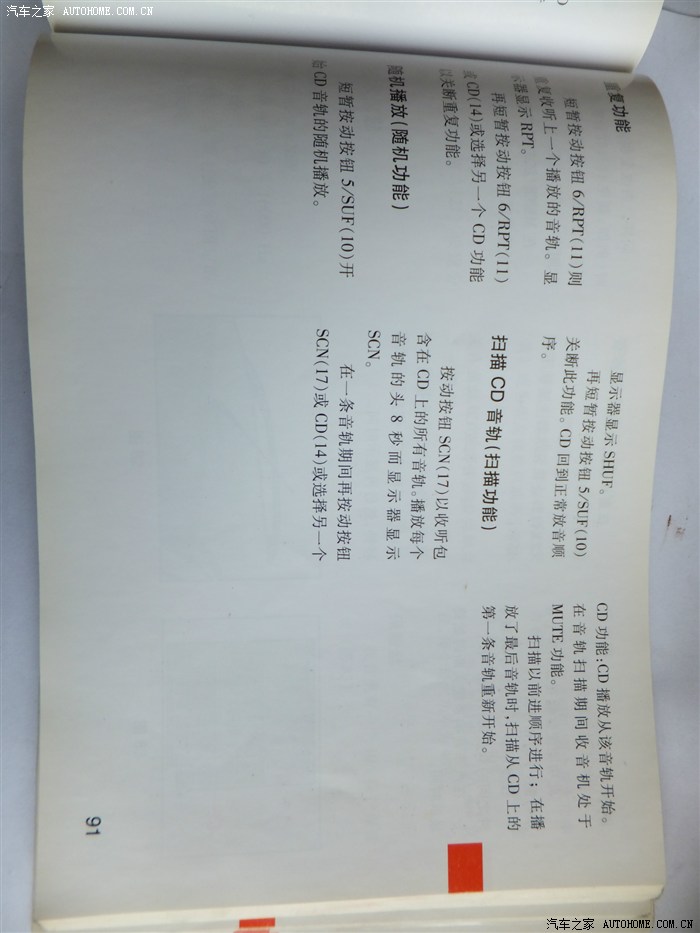 汽车之家 AUTOHOME.COM.CN
重复功能
短暂按动按钮 6/RPT(11)则
重复收听上一个播放的音轨。显
示器显示 RPT。
再短暂按动按钮 6/RPT(11)
或 CD(14)或选择另一个 CD 功能
以关断重复功能。
随机播放(随机功能)
短暂按动按钮 5/SUF(10)开
始 CD 音轨的随机播放。
显示器显示 SHUF。
再短暂按动按钮 5/SUF(10)
关断此功能。CD 回到正常放音顺
序。
扫描 CD 音轨(扫描功能)
按动按钮 SCN(17)以收听包
含在 CD 上的所有音轨。播放每个
音轨的头 8 秒而显示器显示
SCN。
在一条音轨期间再按动按钮
SCN(17)或 CD(14)或选择另一个
CD 功能:CD 播放从该音轨开始。
在音轨扫描期间收音机处于
MUTE 功能。
扫描以前进顺序进行；在播
放了最后音轨时,扫描从 CD 上的
第一条音轨重新开始。
91
汽车之家 AUTOHOME.COM.CN